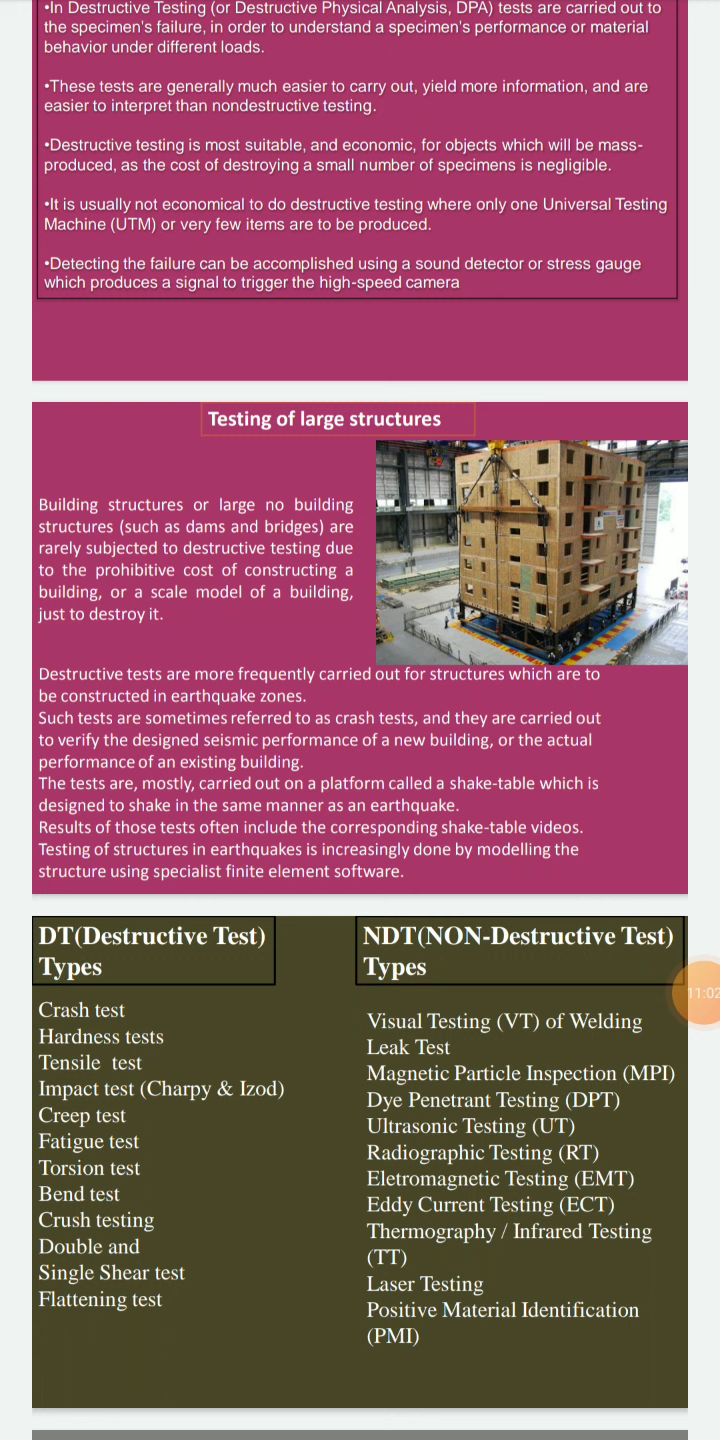 •In Destructive Testing (or Destructive Physical Analysis, DPA) tests are carried out to
the specimen's failure, in order to understand a specimen's performance or material
behavior under different loads.
•These tests are generally much easier to carry out, yield more information, and are
easier to interpret than nondestructive testing.
•Destructive testing is most suitable, and economic, for objects which will be mass-
produced, as the cost of destroying a small number of specimens is negligible.
•It is usually not economical to do destructive testing where only one Universal Testing
Machine (UTM) or very few items are to be produced.
•Detecting the failure can be accomplished using a sound detector or stress gauge
which produces a signal to trigger the high-speed camera
Testing of large structures
Building structures or large no building
structures (such as dams and bridges) are
rarely subjected to destructive testing due
to the prohibitive cost of constructing a
building, or a scale model of a building,
just to destroy it.
Destructive tests are more frequently carried out for structures which are to
be constructed in earthquake zones.
Such tests are sometimes referred to as crash tests, and they are carried out
to verify the designed seismic performance of a new building, or the actual
performance of an existing building.
The tests are, mostly, carried out on a platform called a shake-table which is
designed to shake in the same manner as an earthquake.
Results of those tests often include the corresponding shake-table videos.
Testing of structures in earthquakes is increasingly done by modelling the
structure using specialist finite element software.
DT(Destructive Test)
Types
Crash test
Hardness tests
Tensile test
Impact test (Charpy & Izod)
Creep test
Fatigue test
Torsion test
Bend test
Crush testing
Double and
Single Shear test
Flattening test
NDT(NON-Destructive Test)
Types
Visual Testing (VT) of Welding
Leak Test
Magnetic Particle Inspection (MPI)
Dye Penetrant Testing (DPT)
Ultrasonic Testing (UT)
Radiographic Testing (RT)
Eletromagnetic Testing (EMT)
Eddy Current Testing (ECT)
Thermography / Infrared Testing
(TT)
Laser Testing
Positive Material Identification
(PMI)
11:02